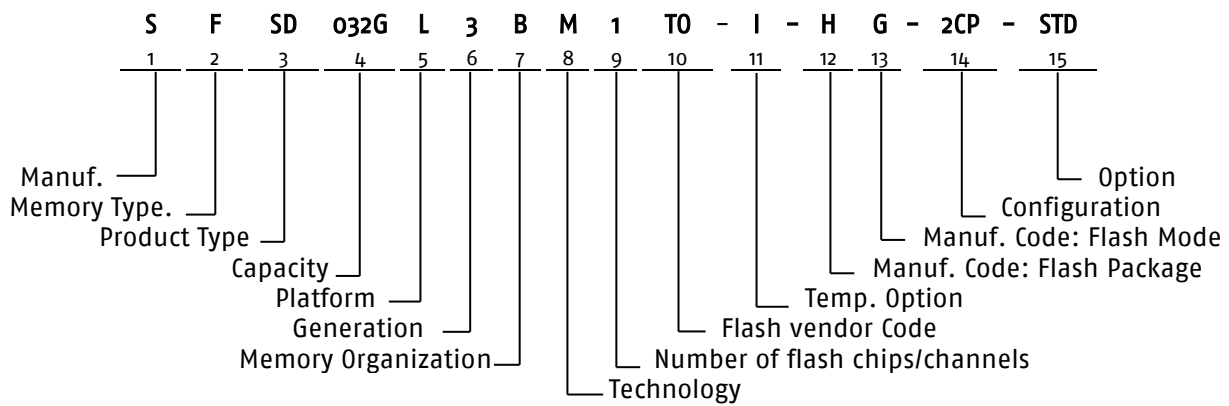 S F SD 032G L 3 B M 1 TO - I - H G - 2CP - STD
1 2 3 4 5 6 7 8 9 10 11 12 13 14 15
Manuf. Option
Memory Type. Configuration
Product Type Manuf. Code: Flash Mode
Capacity Manuf. Code: Flash Package
Platform Temp. Option
Generation Flash vendor Code
Memory Organization Number of flash chips/channels
Technology